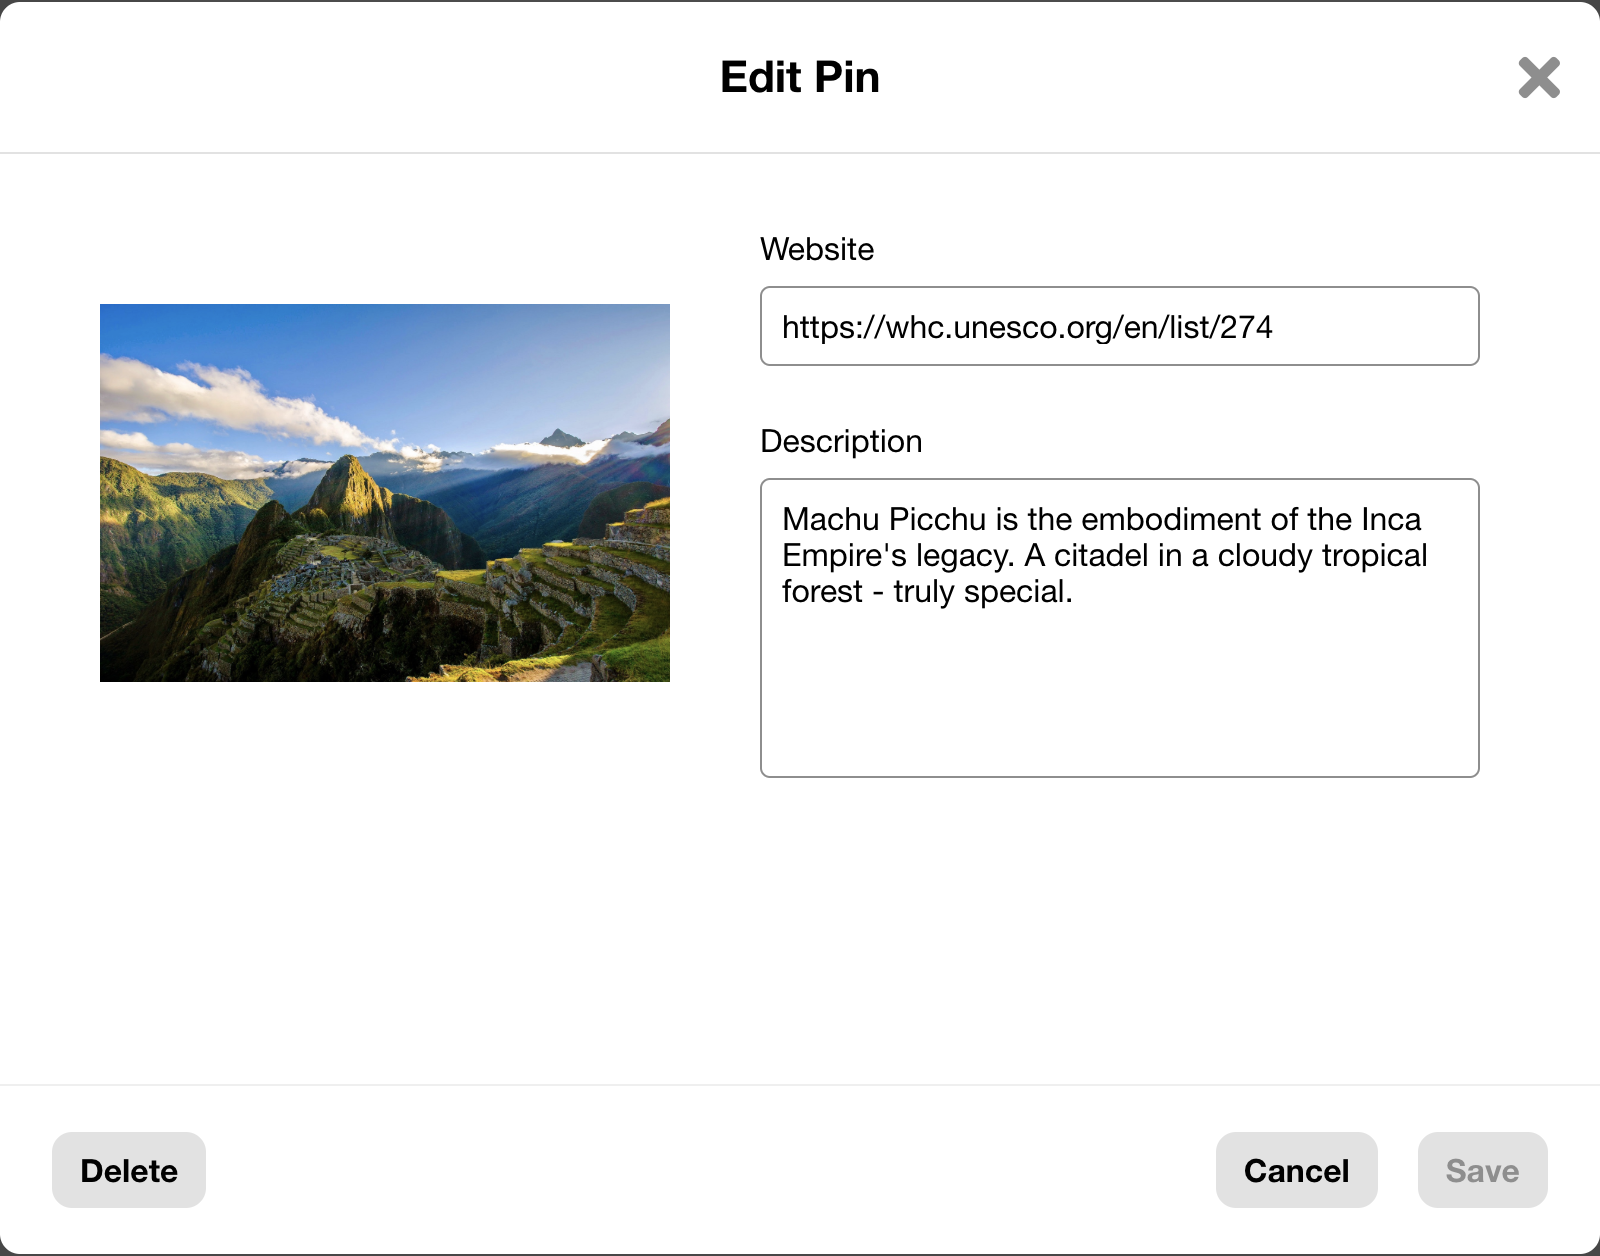 Edit Pin
Website
https://whc.unesco.org/en/list/274
Description
Machu Picchu is the embodiment of the Inca
Empire's legacy. A citadel in a cloudy tropical
forest - truly special.
Delete
Cancel
Save